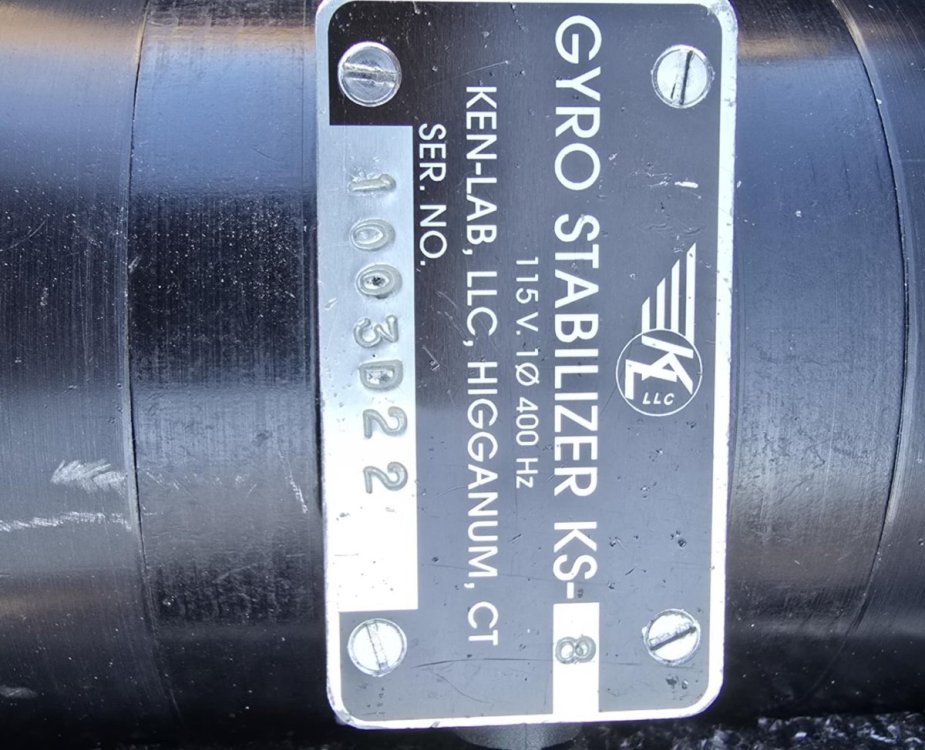 KL
LLC
GYRO STABILIZER KS-8
115 V. 1Ø 400 Hz
KEN-LAB, LLC, HIGGANUM, CT
SER. NO.
1003D22